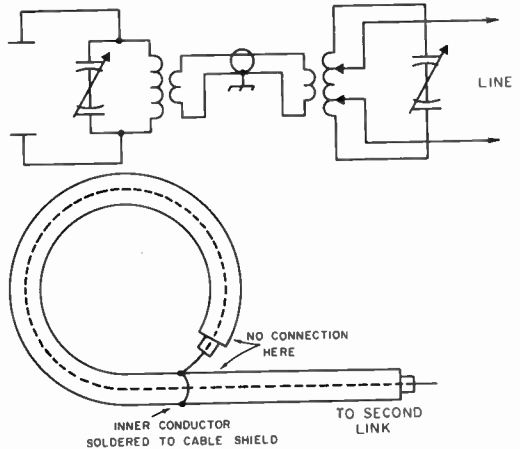 LINE
NO CONNECTION
HERE
INNER CONDUCTOR
SOLDERED TO CABLE SHIELD
TO SECOND
LINK